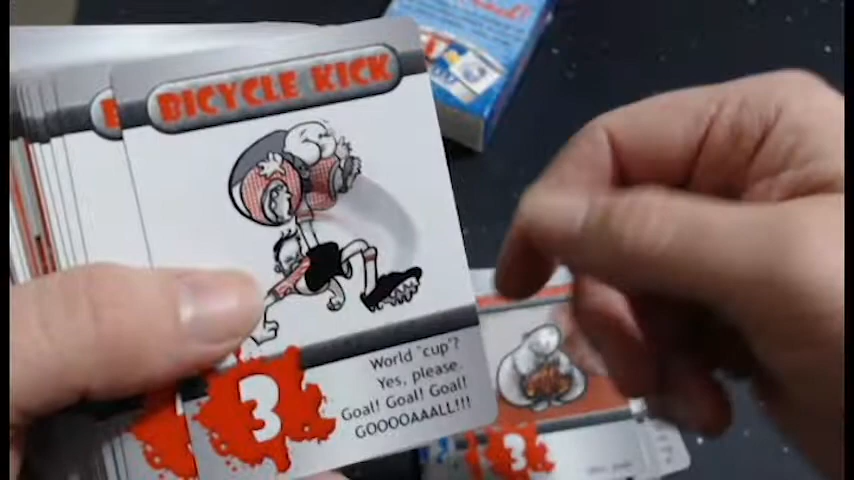 BICYCLE KICK
World "cup"?
Yes, please.
Goal! Goal! Goal!
GOOOOAAALL!!!
3
3